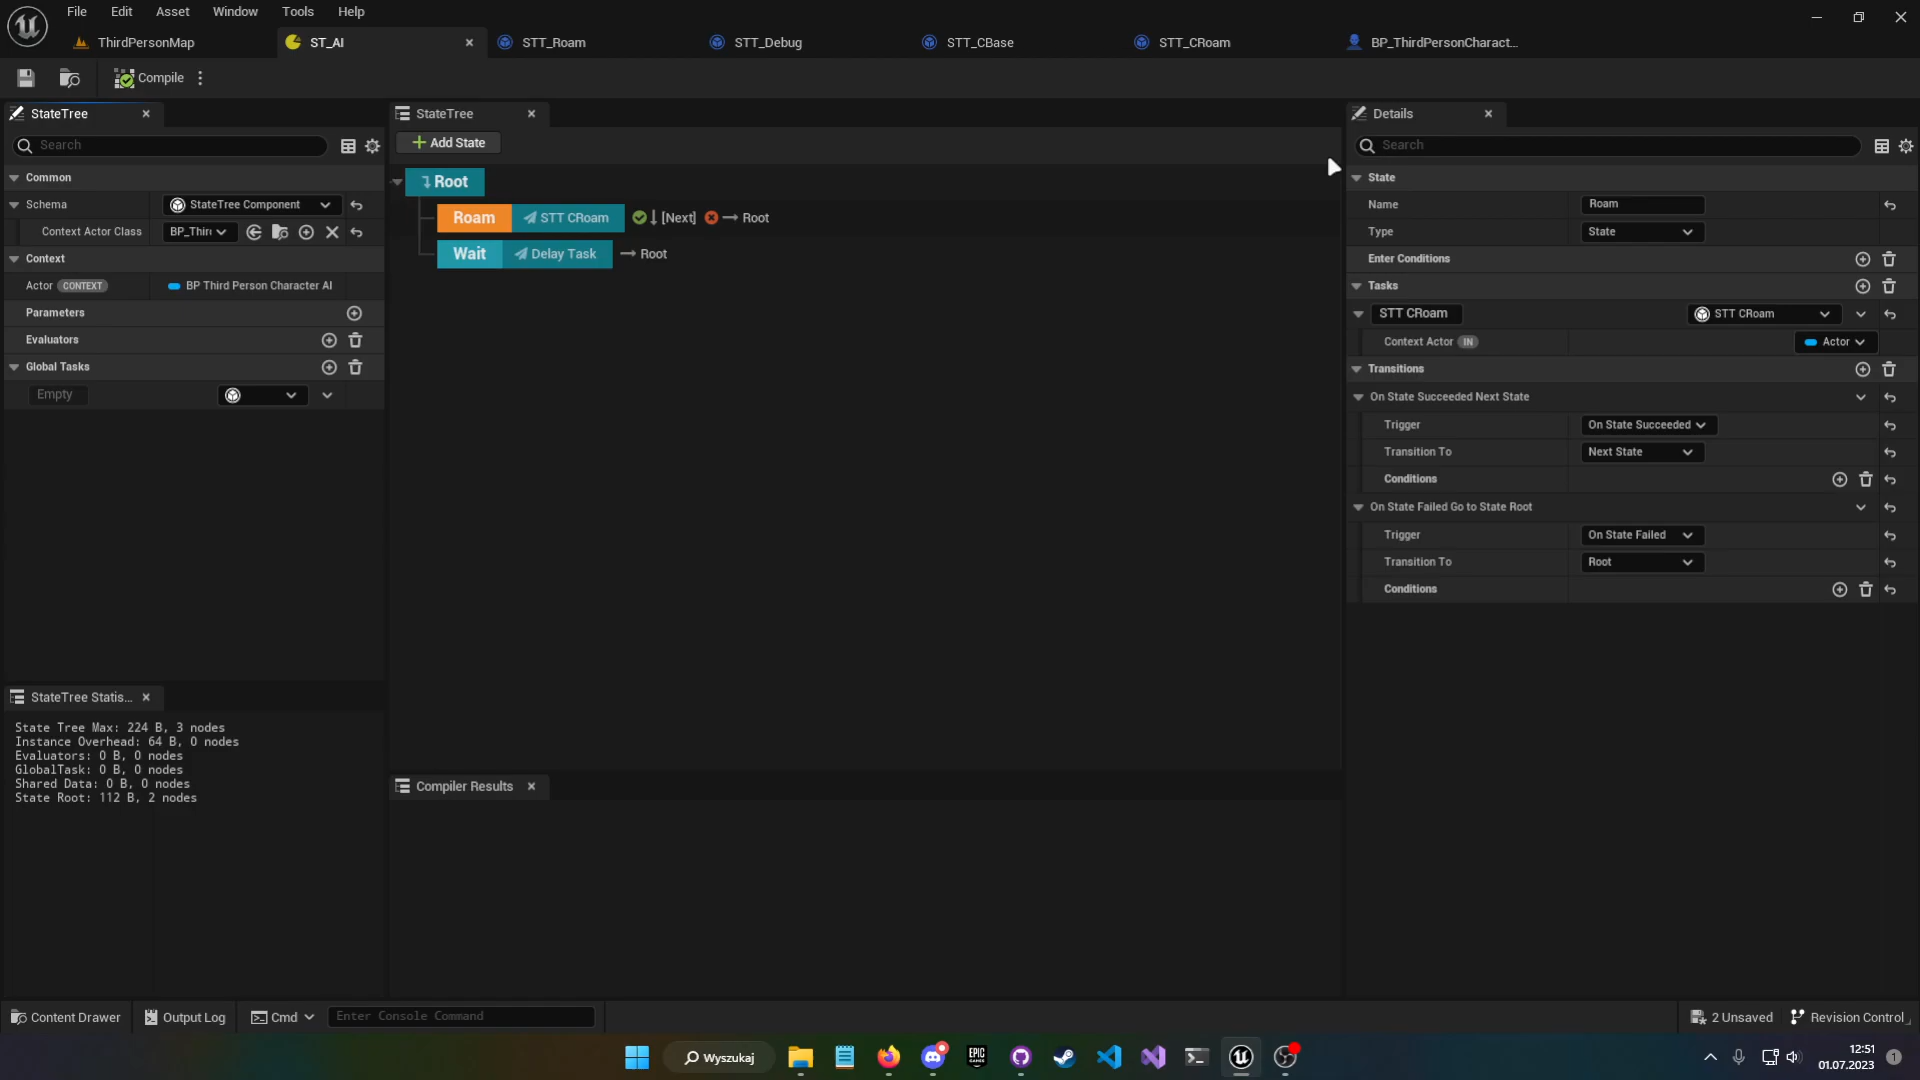 File Edit Asset Window Tools Help
ThirdPersonMap ST_AI STT_Roam STT_Debug STT_CBase STT_CRoam BP_ThirdPersonCharact...
Compile
StateTree
Search
Common
Schema StateTree Component
Context Actor Class BP_Thir
Context
Actor CONTEXT BP Third Person Character AI
Parameters
Evaluators
Global Tasks
Empty
StateTree Statis...
State Tree Max: 224 B, 3 nodes
Instance Overhead: 64 B, 0 nodes
Evaluators: 0 B, 0 nodes
GlobalTask: 0 B, 0 nodes
Shared Data: 0 B, 0 nodes
State Root: 112 B, 2 nodes
StateTree
Add State
Root
Roam STT CRoam [Next] Root
Wait Delay Task Root
Compiler Results
Details
Search
State
Name Roam
Type State
Enter Conditions
Tasks
STT CRoam STT CRoam
Context Actor IN Actor
Transitions
On State Succeeded Next State
Trigger On State Succeeded
Transition To Next State
Conditions
On State Failed Go to State Root
Trigger On State Failed
Transition To Root
Conditions
Content Drawer Output Log Cmd Enter Console Command 2 Unsaved Revision Control
Wyszukaj
EPIC GAMES
12:51
01.07.2023
1